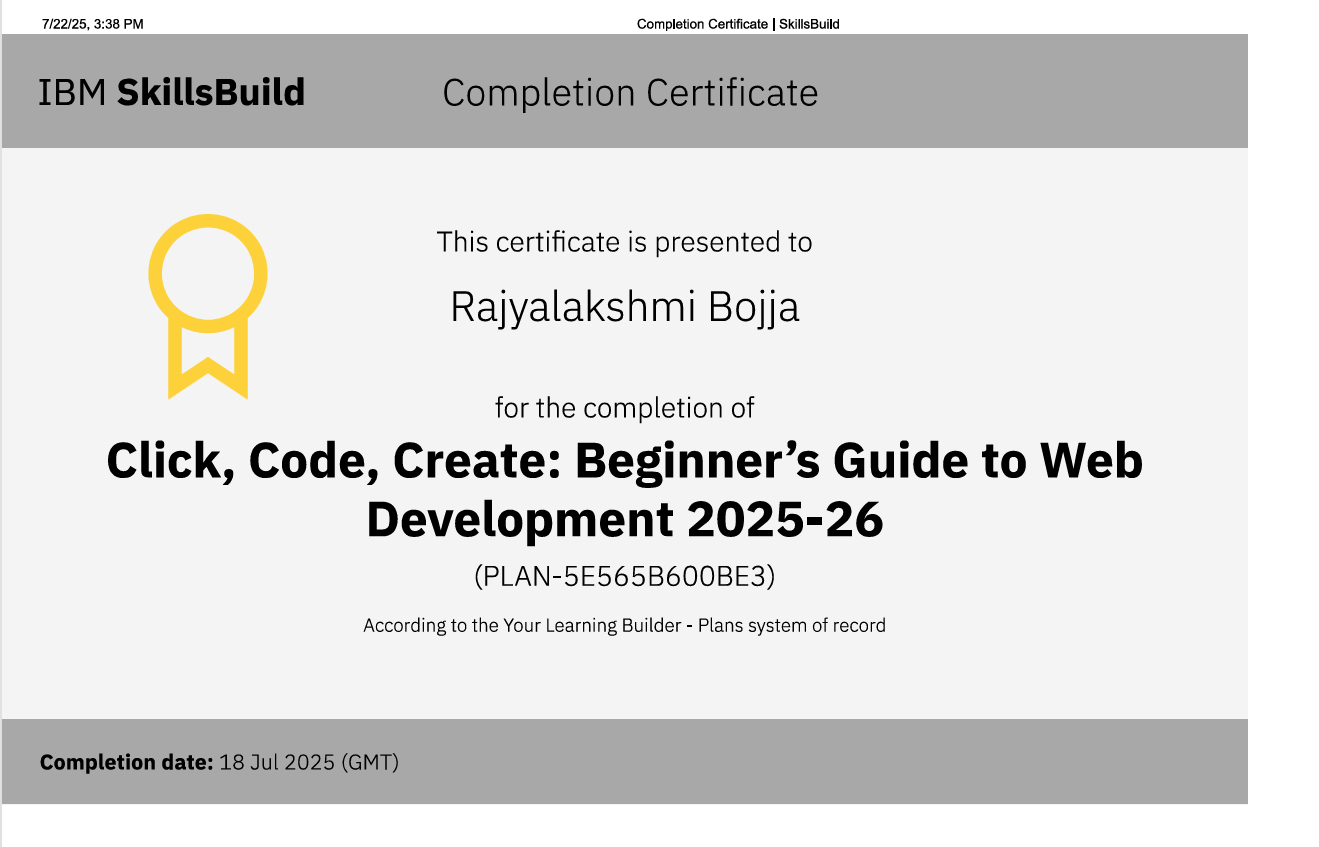 7/22/25, 3:38 PM Completion Certificate | SkillsBuild
IBM SkillsBuild Completion Certificate
This certificate is presented to
Rajyalakshmi Bojja
for the completion of
Click, Code, Create: Beginner’s Guide to Web
Development 2025-26
(PLAN-5E565B600BE3)
According to the Your Learning Builder - Plans system of record
Completion date: 18 Jul 2025 (GMT)